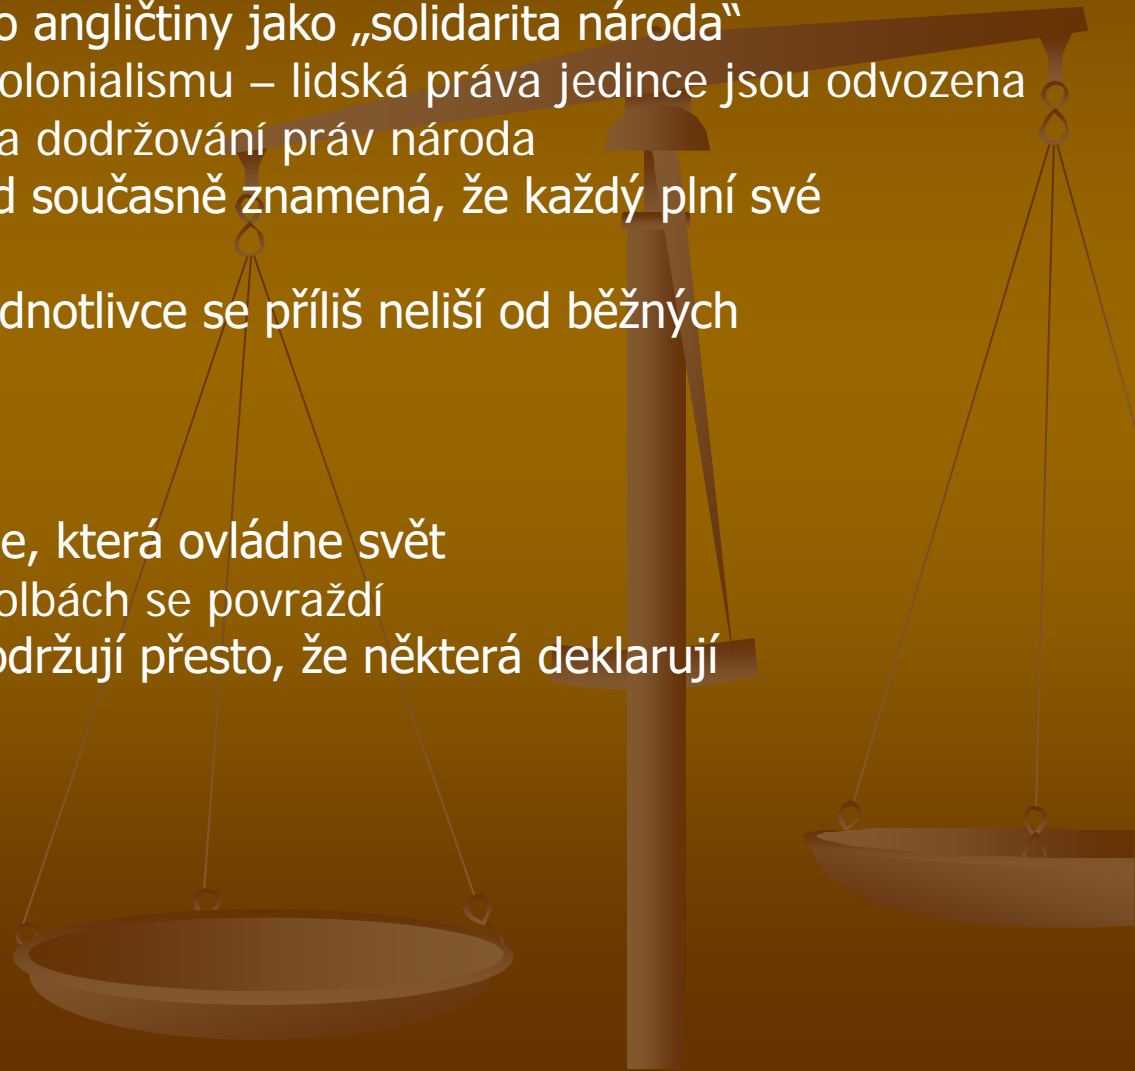 o angličtiny jako „solidarita národa“
olonialismu – lidská práva jedince jsou odvozena
a dodržování práv národa
d současně znamená, že každý plní své
dnotlivce se příliš neliší od běžných
e, která ovládne svět
olbách se povraždí
održují přesto, že některá deklarují